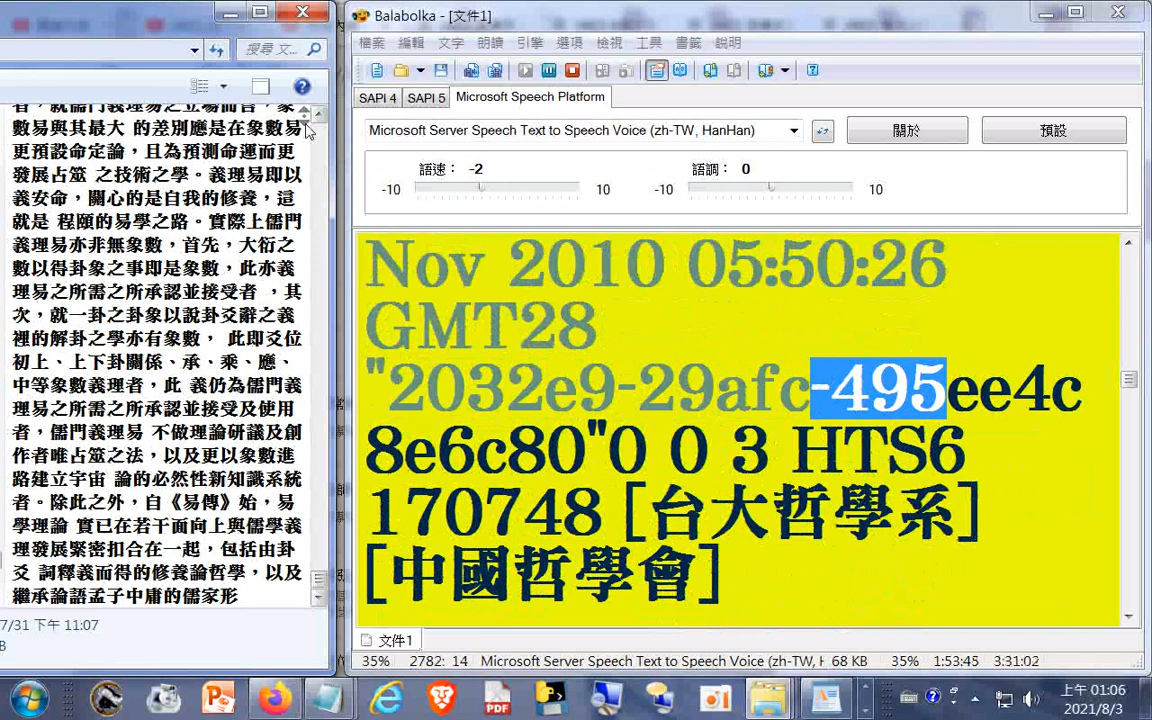 搜尋 文...
者，就儒門義理易之立場而言，象
數易與其最大 的差別應是在象數易
更預設命定論，且為預測命運而更
發展占筮 之技術之學。義理易即以
義安命，關心的是自我的修養，這
就是 程頤的易學之路。實際上儒門
義理易亦非無象數，首先，大衍之
數以得卦象之事即是象數，此亦義
理易之所需之所承認並接受者 ，其
次，就一卦之卦象以說卦爻辭之義
裡的解卦之學亦有象數， 此即爻位
初上、上下卦關係、承、乘、應、
中等象數義理者，此 義仍為儒門義
理易之所需之所承認並接受及使用
者，儒門義理易 不做理論研議及創
作者唯占筮之法，以及更以象數進
路建立宇宙 論的必然性新知識系統
者。除此之外，自《易傳》始，易
學理論 實已在若干面向上與儒學義
理發展緊密扣合在一起，包括由卦
爻 詞釋義而得的修養論哲學，以及
繼承論語孟子中庸的儒家形
7/31 下午 11:07
B
Balabolka - [文件1]
檔案 編輯 文字 朗讀 引擎 選項 檢視 工具 書籤 說明
SAPI 4 SAPI 5 Microsoft Speech Platform
Microsoft Server Speech Text to Speech Voice (zh-TW, HanHan)
關於 預設
語速： -2 語調： 0
-10 10 -10 10
Nov 2010 05:50:26
GMT28
"2032e9-29afc-495ee4c
8e6c80"0 0 3 HTS6
170748 [台大哲學系]
[中國哲學會]
文件1
35% 2782: 14 Microsoft Server Speech Text to Speech Voice (zh-TW, H 68 KB 35% 1:53:45 3:31:02
上午 01:06
2021/8/3